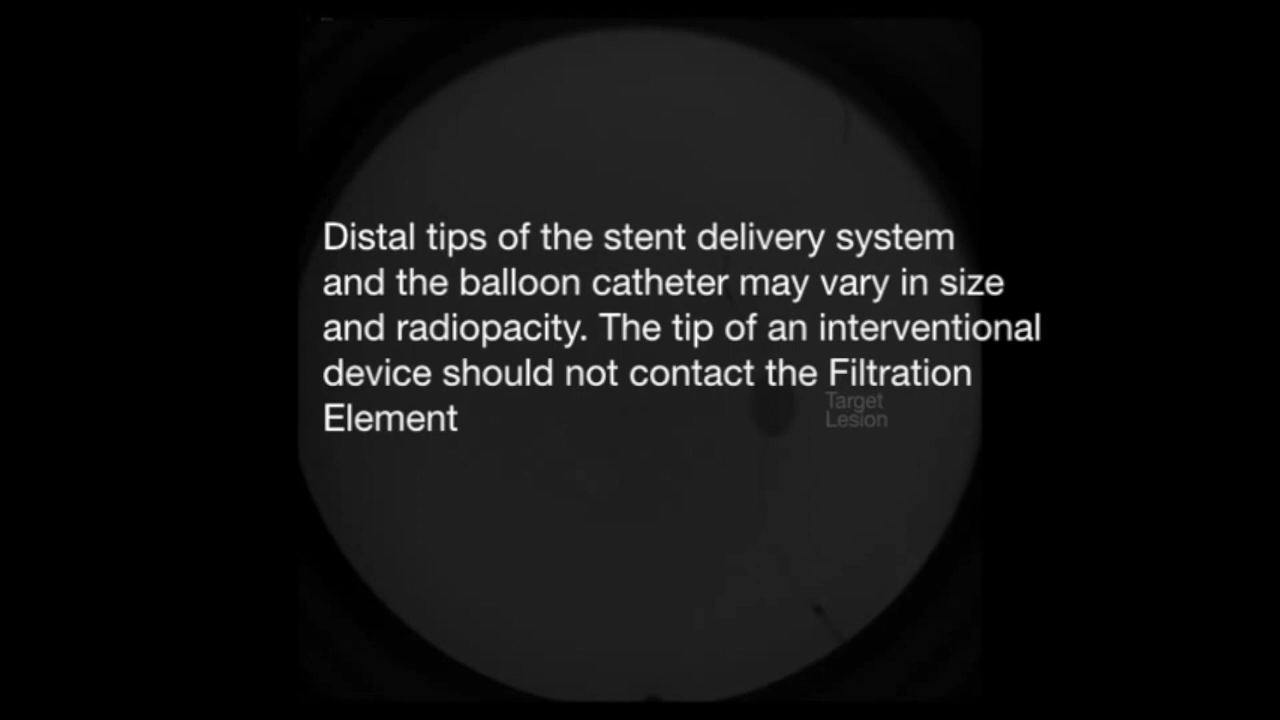 Distal tips of the stent delivery system
and the balloon catheter may vary in size
and radiopacity. The tip of an interventional
device should not contact the Filtration
Element
Target
Lesion